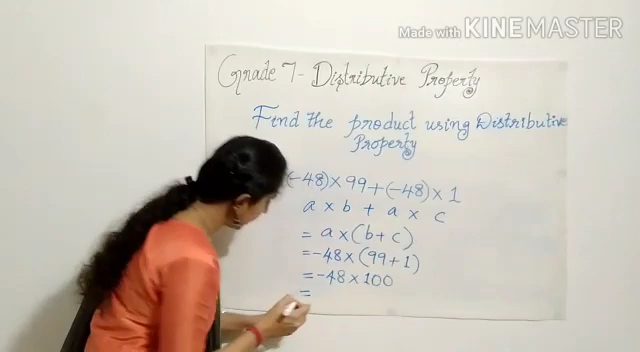 Made with KINEMASTER
Grade 7- Distributive Property
Find the product using Distributive
Property
(-48) × 99 + (-48) × 1
a × b + a × c
= a × (b + c)
= -48 × (99 + 1)
= -48 × 100
=